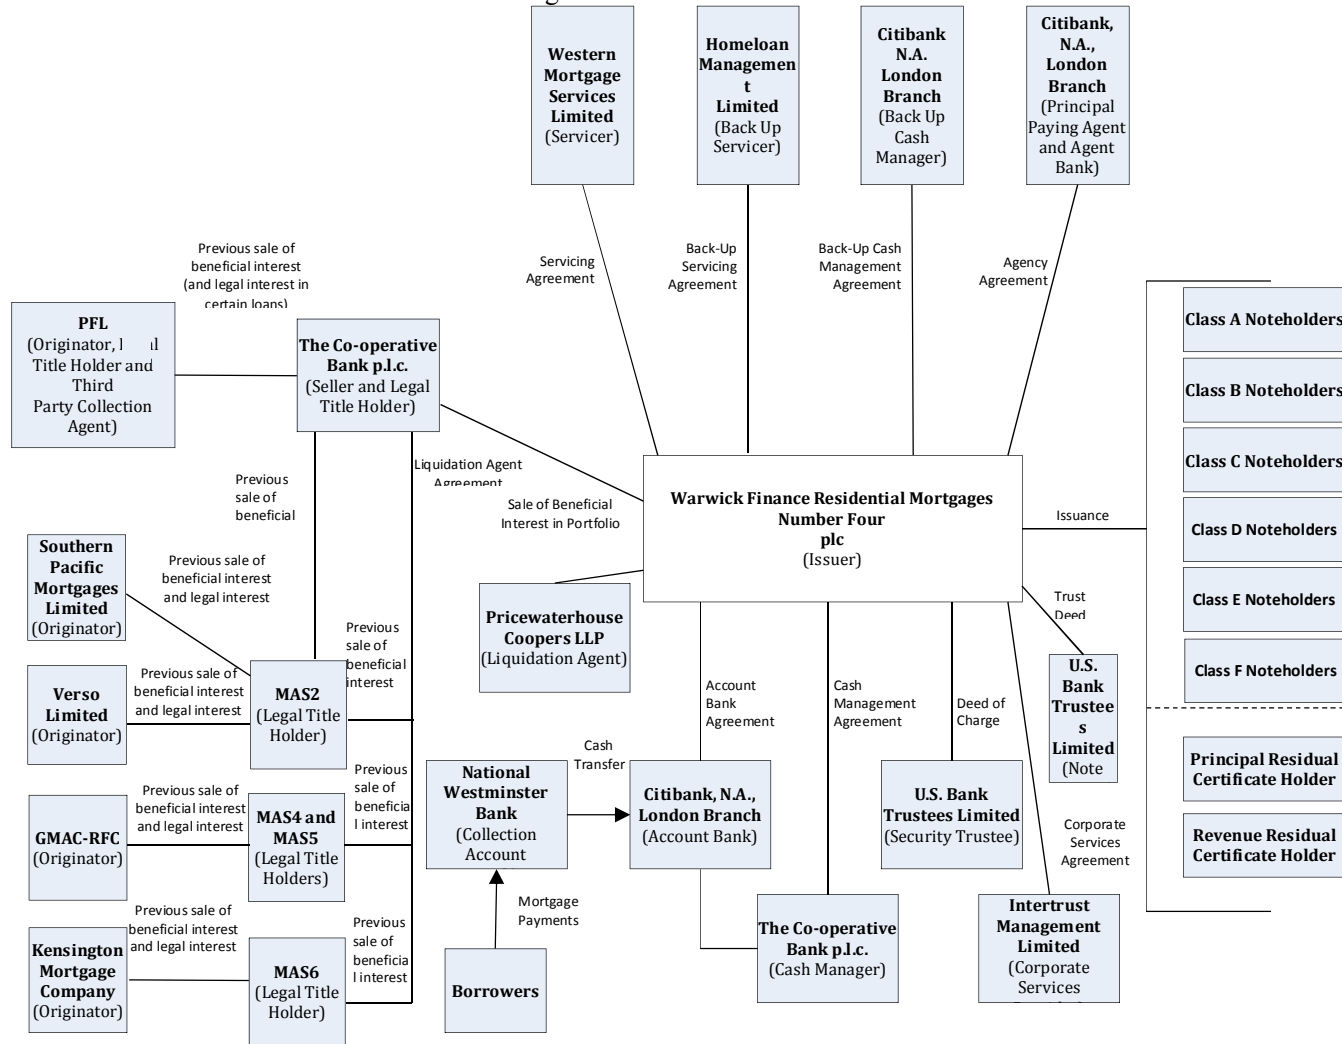 Western
Mortgage
Services
Limited
(Servicer)
Homeloan
Managemen
t
Limited
(Back Up
Servicer)
Citibank
N.A.
London
Branch
(Back Up
Cash
Manager)
Citibank,
N.A.,
London
Branch
(Principal
Paying Agent
and Agent
Bank)
Servicing
Agreement
Back-Up
Servicing
Agreement
Back-Up Cash
Management
Agreement
Agency
Agreement
Previous sale of
beneficial interest
(and legal interest in
certain loans)
PFL
(Originator,
Title Holder and
Third
Party Collection
Agent)
The Co-operative
Bank p.l.c.
(Seller and Legal
Title Holder)
Liquidation Agent
Agreement
Sale of Beneficial
Interest in Portfolio
Warwick Finance Residential Mortgages
Number Four
plc
(Issuer)
Issuance
Class A Noteholders
Class B Noteholders
Class C Noteholders
Class D Noteholders
Class E Noteholders
Class F Noteholders
Principal Residual
Certificate Holder
Revenue Residual
Certificate Holder
Previous
sale of
beneficial
Southern
Pacific
Mortgages
Limited
(Originator)
Previous sale of
beneficial interest
and legal interest
Pricewaterhouse
Coopers LLP
(Liquidation Agent)
Trust
Deed
U.S.
Bank
Trustee
s
Limited
(Note
Previous
sale of
beneficial
interest
Verso
Limited
(Originator)
Previous sale of
beneficial interest
and legal interest
MAS2
(Legal Title
Holder)
Account
Bank
Agreement
Cash
Management
Agreement
Deed of
Charge
Cash
Transfer
National
Westminster
Bank
(Collection
Account
Citibank, N.A.,
London Branch
(Account Bank)
U.S. Bank
Trustees Limited
(Security Trustee)
Corporate
Services
Agreement
GMAC-RFC
(Originator)
Previous sale of
beneficial interest
and legal interest
MAS4 and
MAS5
(Legal Title
Holders)
Previous
sale of
beneficia
l interest
Mortgage
Payments
Borrowers
The Co-operative
Bank p.l.c.
(Cash Manager)
Intertrust
Management
Limited
(Corporate
Services
Kensington
Mortgage
Company
(Originator)
Previous sale of
beneficial interest
and legal interest
MAS6
(Legal Title
Holder)
Previous
sale of
beneficia
l interest